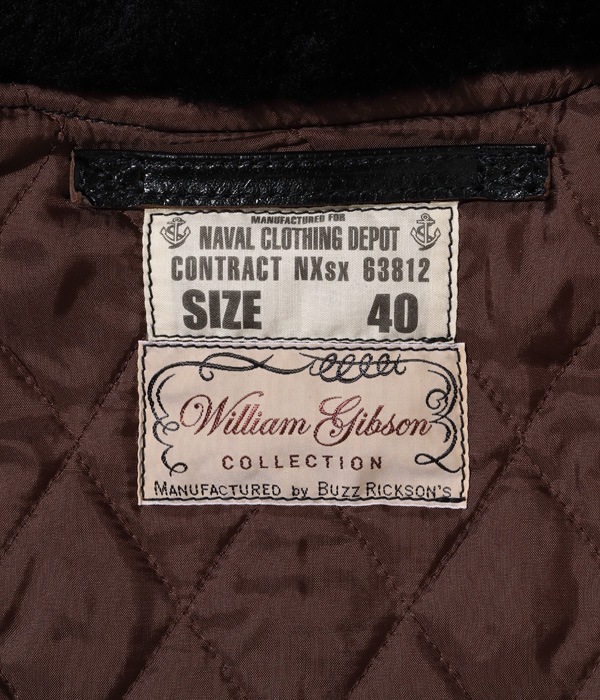 MANUFACTURED FOR
NAVAL CLOTHING DEPOT
CONTRACT NXsx 63812
SIZE 40
William Gibson
COLLECTION
MANUFACTURED by BUZZ RICKSON'S